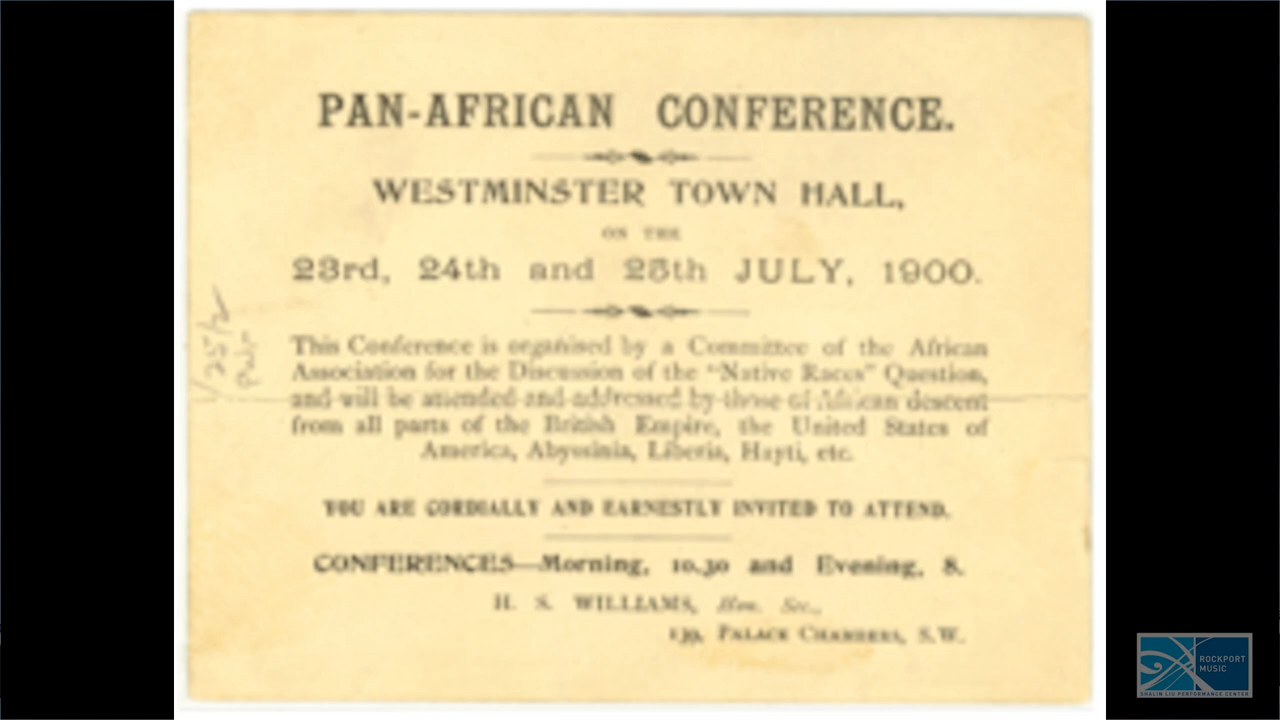 PAN-AFRICAN CONFERENCE.
WESTMINSTER TOWN HALL,
ON THE
23rd, 24th and 25th JULY, 1900.
This Conference is organised by a Committee of the African
Association for the Discussion of the "Native Races" Question,
and will be attended and addressed by those of African descent
from all parts of the British Empire, the United States of
America, Abyssinia, Liberia, Hayti, etc.
YOU ARE CORDIALLY AND EARNESTLY INVITED TO ATTEND.
CONFERENCES—Morning, 10.30 and Evening, 8.
H. S. WILLIAMS, Hon. Sec.,
139, PALACE CHAMBERS, S.W.
ROCKPORT
MUSIC
SHALIN LIU PERFORMANCE CENTER